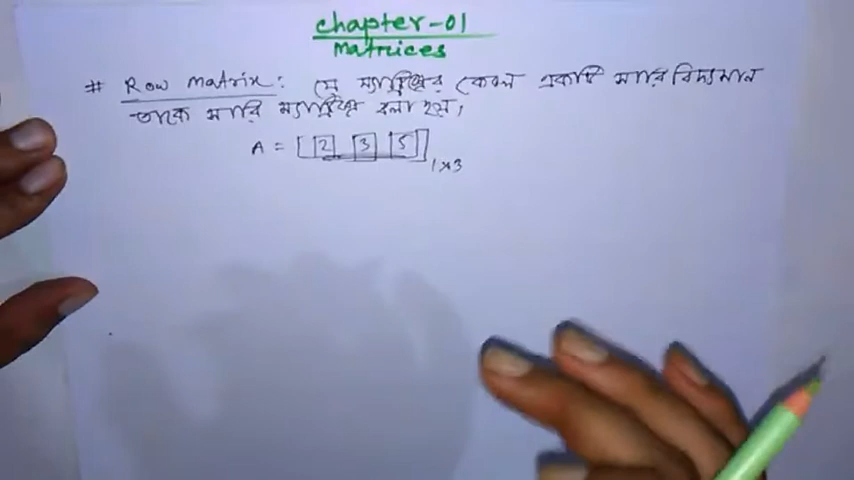 chapter-01
Matrices
# Row Matrix: যে ম্যাট্রিক্সের কেবল একটি সারি বিদ্যমান
তাকে সারি ম্যাট্রিক্স বলা হয়।
A = [2 3 5] 1×3